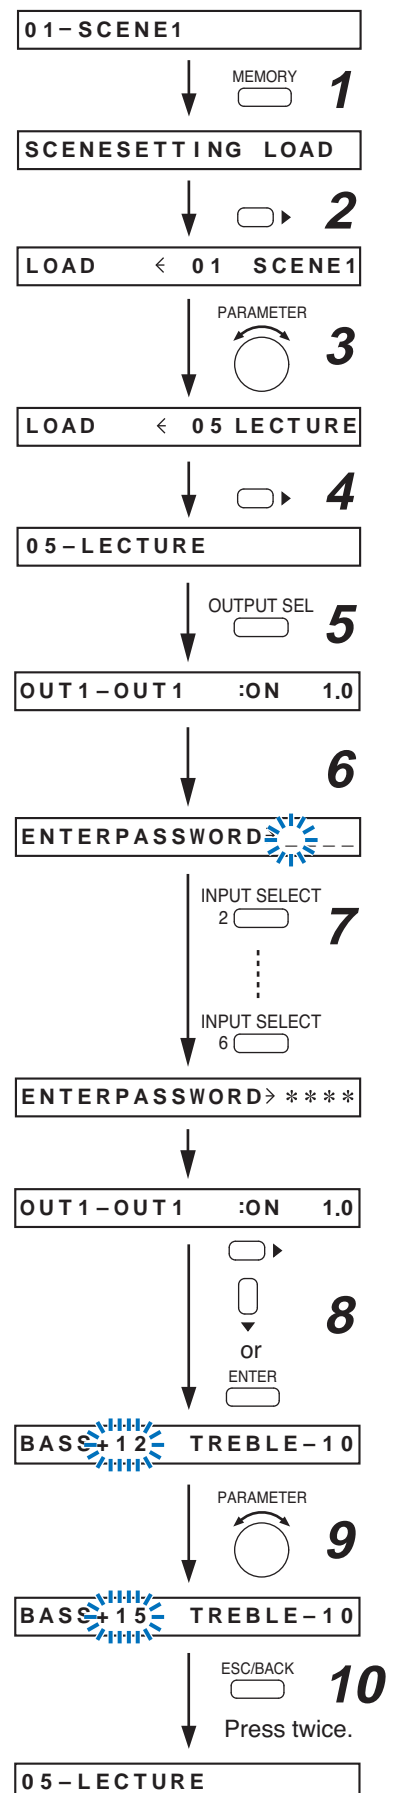 01-SCENE1
MEMORY 1
SCENESETTING LOAD
2
LOAD < 01 SCENE1
PARAMETER
3
LOAD < 05 LECTURE
4
05-LECTURE
OUTPUT SEL
5
OUT1-OUT1 :ON 1.0
6
ENTERPASSWORD> _ _ _ _
INPUT SELECT
2
7
INPUT SELECT
6
ENTERPASSWORD> ****
OUT1-OUT1 :ON 1.0
8
or
ENTER
BASS+12 TREBLE-10
PARAMETER
9
BASS+15 TREBLE-10
ESC/BACK
10
Press twice.
05-LECTURE